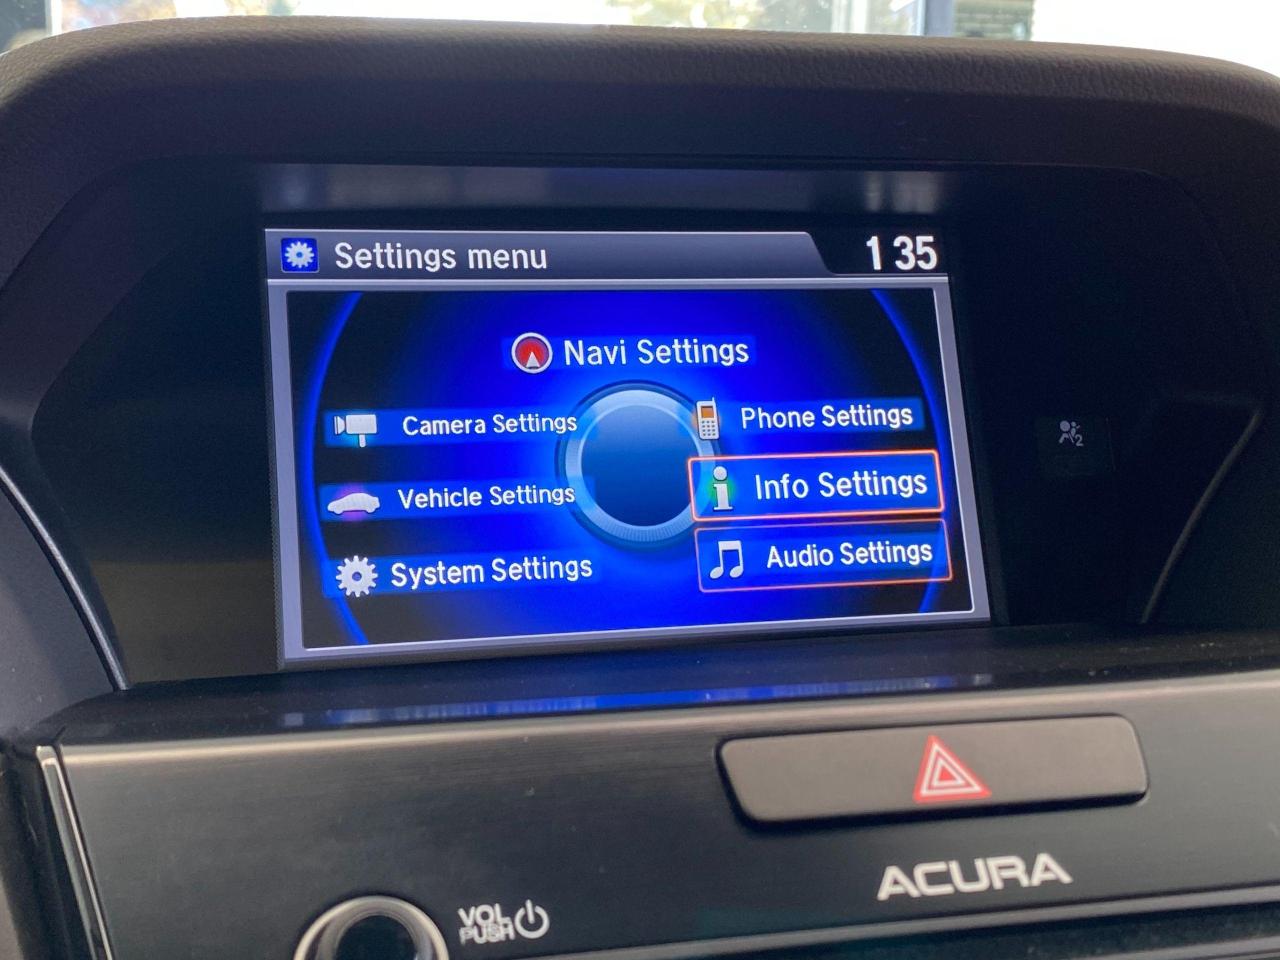 Settings menu
1 35
Navi Settings
Camera Settings
Phone Settings
Vehicle Settings
Info Settings
System Settings
Audio Settings
2
ACURA
VOL
PUSH